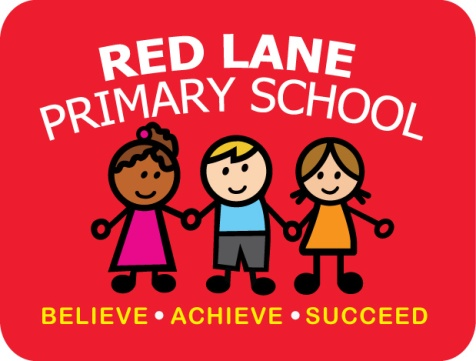 RED LANE
PRIMARY SCHOOL
BELIEVE • ACHIEVE • SUCCEED